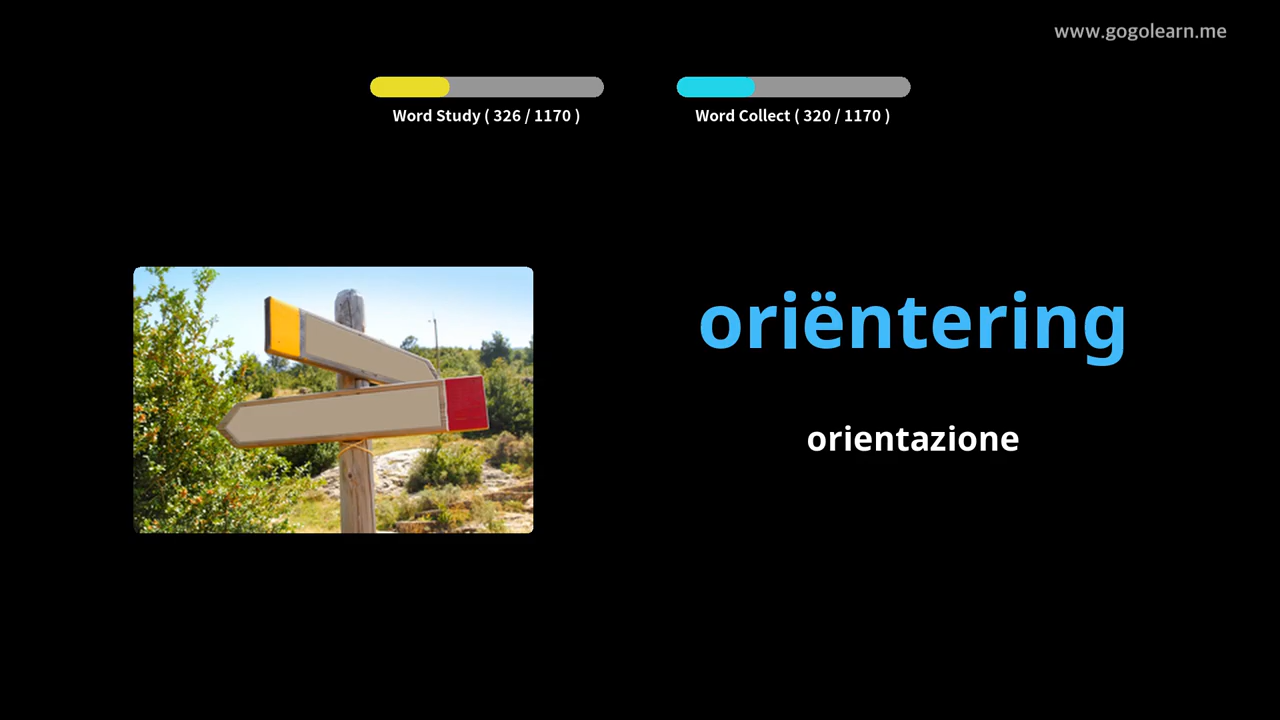 www.gogolearn.me
Word Study ( 326 / 1170 )
Word Collect ( 320 / 1170 )
oriëntering
orientazione